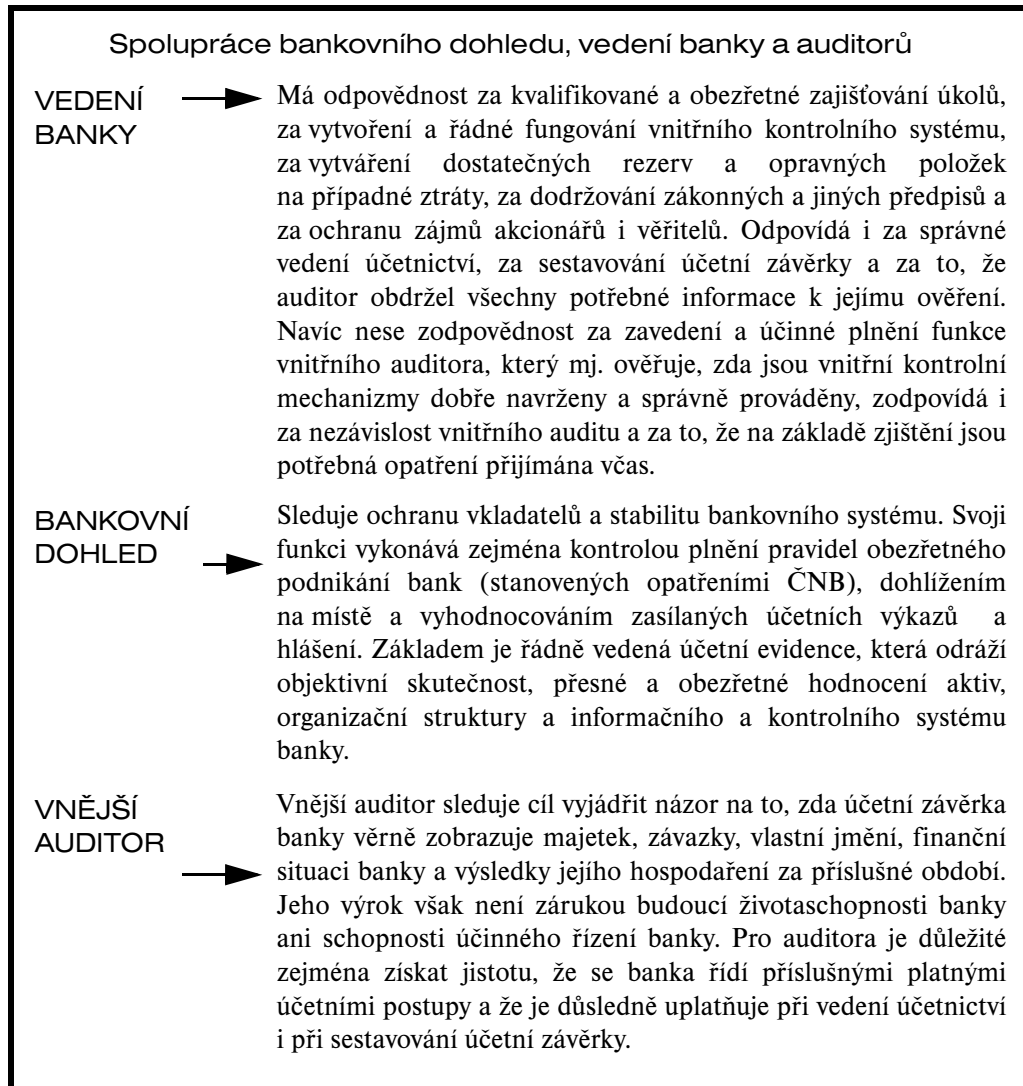 Spolupráce bankovního dohledu, vedení banky a auditorů
VEDENÍ
BANKY
Má odpovědnost za kvalifikované a obezřetné zajišťování úkolů,
za vytvoření a řádné fungování vnitřního kontrolního systému,
za vytváření dostatečných rezerv a opravných položek
na případné ztráty, za dodržování zákonných a jiných předpisů a
za ochranu zájmů akcionářů i věřitelů. Odpovídá i za správné
vedení účetnictví, za sestavování účetní závěrky a za to, že
auditor obdržel všechny potřebné informace k jejímu ověření.
Navíc nese zodpovědnost za zavedení a účinné plnění funkce
vnitřního auditora, který mj. ověřuje, zda jsou vnitřní kontrolní
mechanizmy dobře navrženy a správně prováděny, zodpovídá i
za nezávislost vnitřního auditu a za to, že na základě zjištění jsou
potřebná opatření přijímána včas.
BANKOVNÍ
DOHLED
Sleduje ochranu vkladatelů a stabilitu bankovního systému. Svoji
funkci vykonává zejména kontrolou plnění pravidel obezřetného
podnikání bank (stanovených opatřeními ČNB), dohlížením
na místě a vyhodnocováním zasílaných účetních výkazů a
hlášení. Základem je řádně vedená účetní evidence, která odráží
objektivní skutečnost, přesné a obezřetné hodnocení aktiv,
organizační struktury a informačního a kontrolního systému
banky.
VNĚJŠÍ
AUDITOR
Vnější auditor sleduje cíl vyjádřit názor na to, zda účetní závěrka
banky věrně zobrazuje majetek, závazky, vlastní jmění, finanční
situaci banky a výsledky jejího hospodaření za příslušné období.
Jeho výrok však není zárukou budoucí životaschopnosti banky
ani schopnosti účinného řízení banky. Pro auditora je důležité
zejména získat jistotu, že se banka řídí příslušnými platnými
účetními postupy a že je důsledně uplatňuje při vedení účetnictví
i při sestavování účetní závěrky.